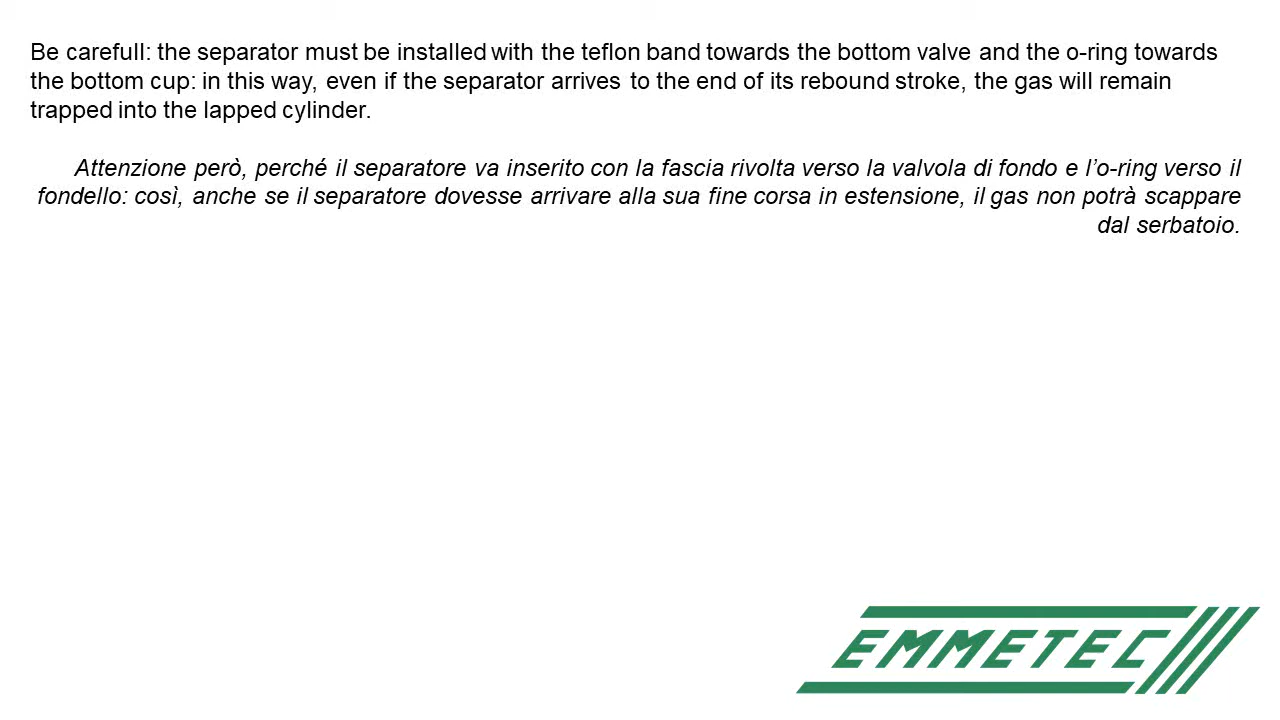 Be carefull: the separator must be installed with the teflon band towards the bottom valve and the o-ring towards
the bottom cup: in this way, even if the separator arrives to the end of its rebound stroke, the gas will remain
trapped into the lapped cylinder.
Attenzione però, perché il separatore va inserito con la fascia rivolta verso la valvola di fondo e l’o-ring verso il
fondello: così, anche se il separatore dovesse arrivare alla sua fine corsa in estensione, il gas non potrà scappare
dal serbatoio.
EMMETEC